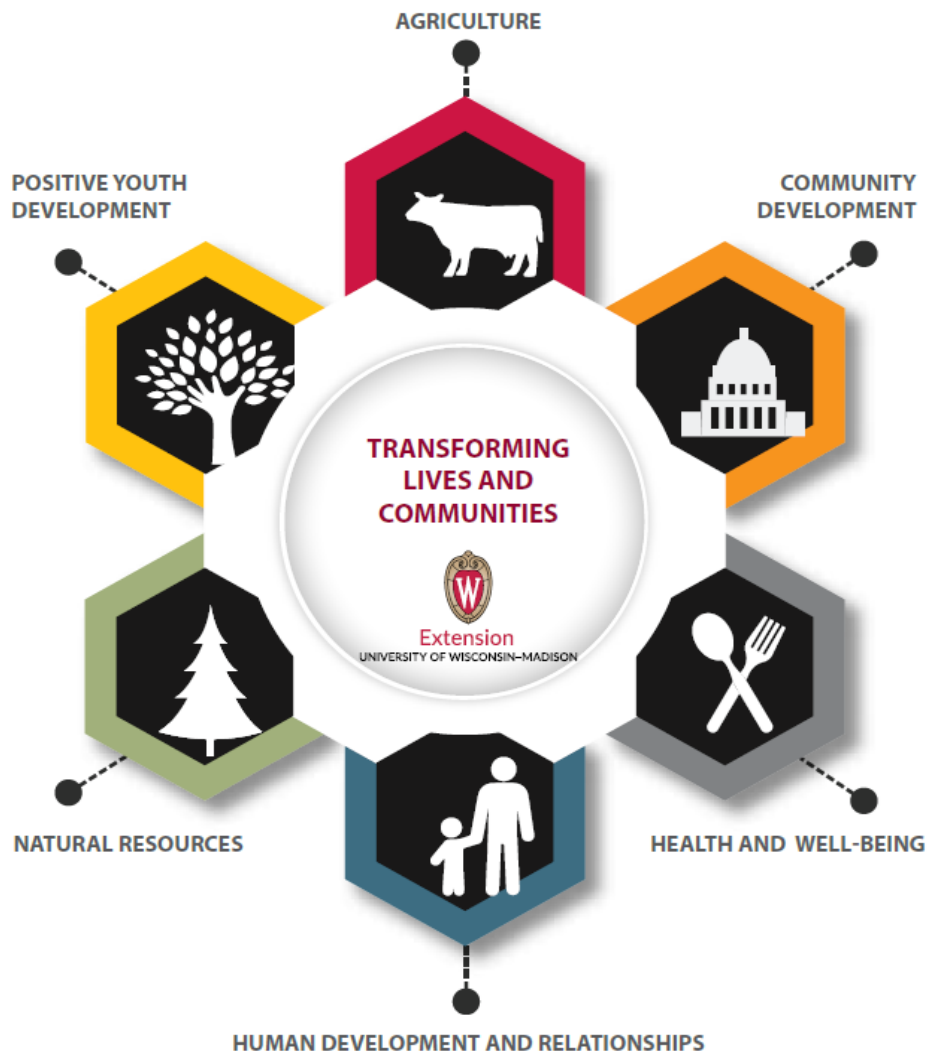 AGRICULTURE
POSITIVE YOUTH
DEVELOPMENT
COMMUNITY
DEVELOPMENT
TRANSFORMING
LIVES AND
COMMUNITIES
W
Extension
UNIVERSITY OF WISCONSIN–MADISON
NATURAL RESOURCES
HEALTH AND WELL-BEING
HUMAN DEVELOPMENT AND RELATIONSHIPS